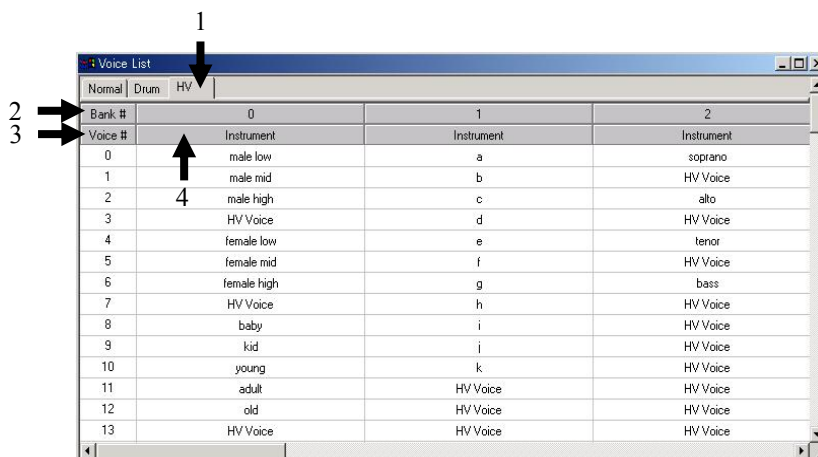 1
Voice List
Normal Drum HV
2 Bank # 0 1 2
3 Voice # Instrument Instrument Instrument
0 male low a soprano
1 male mid b HV Voice
4
2 male high c alto
3 HV Voice d HV Voice
4 female low e tenor
5 female mid f HV Voice
6 female high g bass
7 HV Voice h HV Voice
8 baby i HV Voice
9 kid j HV Voice
10 young k HV Voice
11 adult HV Voice HV Voice
12 old HV Voice HV Voice
13 HV Voice HV Voice HV Voice